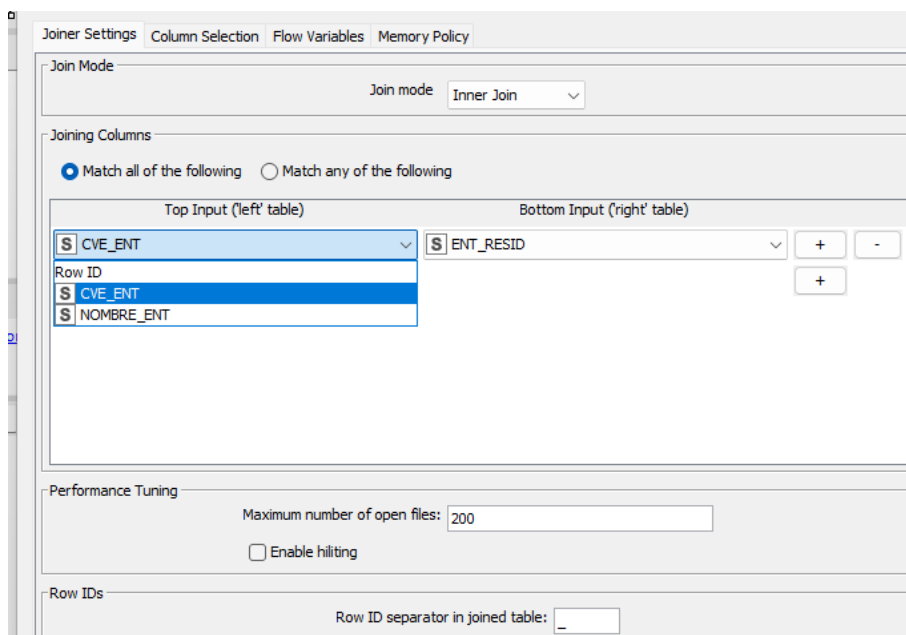 Joiner Settings Column Selection Flow Variables Memory Policy
Join Mode
Join mode Inner Join
Joining Columns
Match all of the following Match any of the following
Top Input ('left' table) Bottom Input ('right' table)
S CVE_ENT S ENT_RESID + -
Row ID
+
S CVE_ENT
S NOMBRE_ENT
Performance Tuning
Maximum number of open files: 200
Enable hiliting
Row IDs
Row ID separator in joined table: _